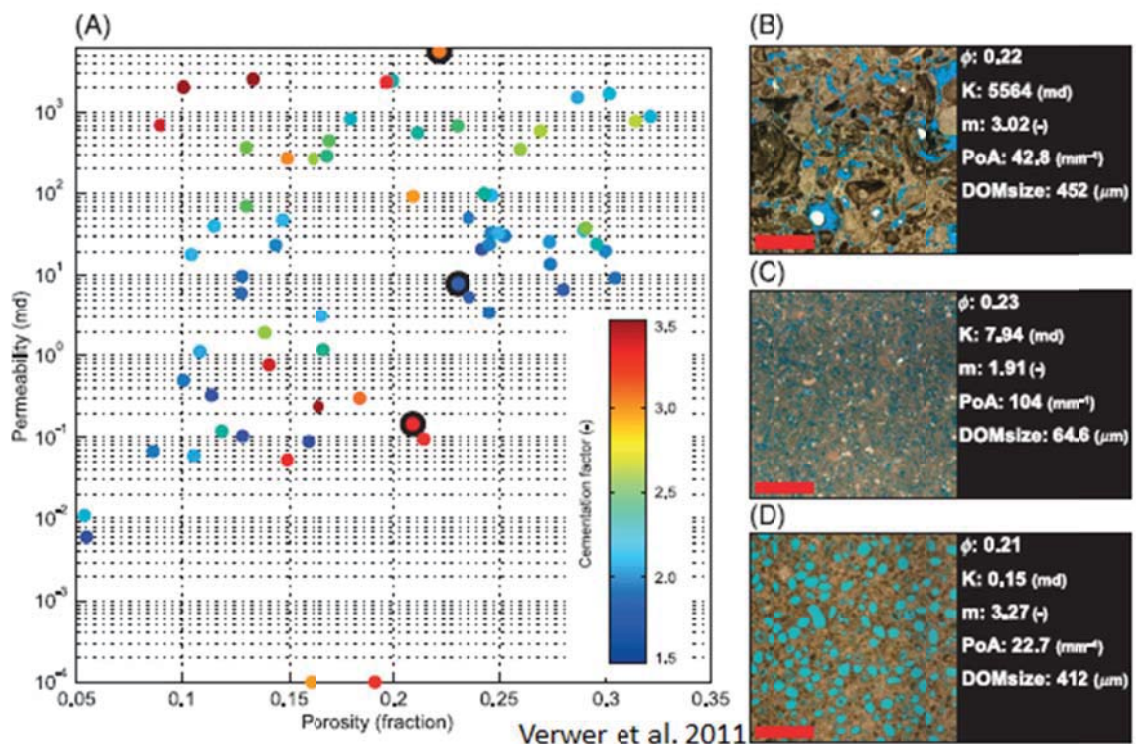 (A)
10³
10²
10¹
10⁰
10⁻¹
10⁻²
10⁻³
10⁻⁴
Permeability (md)
0.05
0.1
0.15
0.2
0.25
0.3
0.35
Porosity (fraction)
3.5
3.0
2.5
2.0
1.5
Cementation factor (-)
Verwer et al. 2011
(B)
ϕ: 0.22
K: 5564 (md)
m: 3.02 (-)
PoA: 42.8 (mm⁻¹)
DOMsize: 452 (μm)
(C)
ϕ: 0.23
K: 7.94 (md)
m: 1.91 (-)
PoA: 104 (mm⁻¹)
DOMsize: 64.6 (μm)
(D)
ϕ: 0.21
K: 0.15 (md)
m: 3.27 (-)
PoA: 22.7 (mm⁻¹)
DOMsize: 412 (μm)